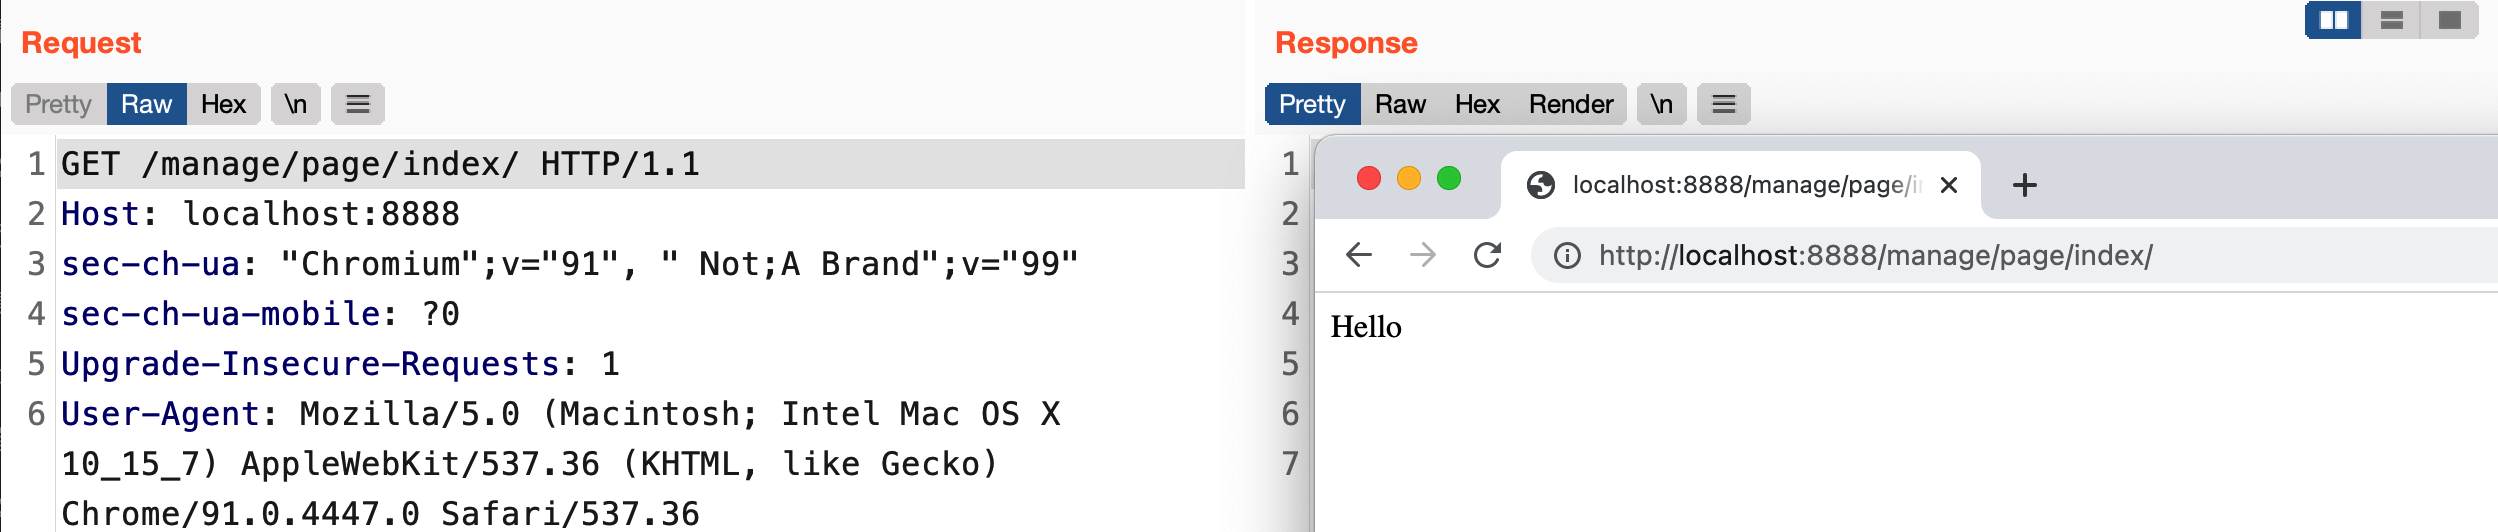 Request
Pretty Raw Hex \n
1 GET /manage/page/index/ HTTP/1.1
2 Host: localhost:8888
3 sec-ch-ua: "Chromium";v="91", " Not;A Brand";v="99"
4 sec-ch-ua-mobile: ?0
5 Upgrade-Insecure-Requests: 1
6 User-Agent: Mozilla/5.0 (Macintosh; Intel Mac OS X
10_15_7) AppleWebKit/537.36 (KHTML, like Gecko)
Chrome/91.0.4447.0 Safari/537.36
Response
Pretty Raw Hex Render \n
1
2
3
4
5
6
7
localhost:8888/manage/page/in
http://localhost:8888/manage/page/index/
Hello